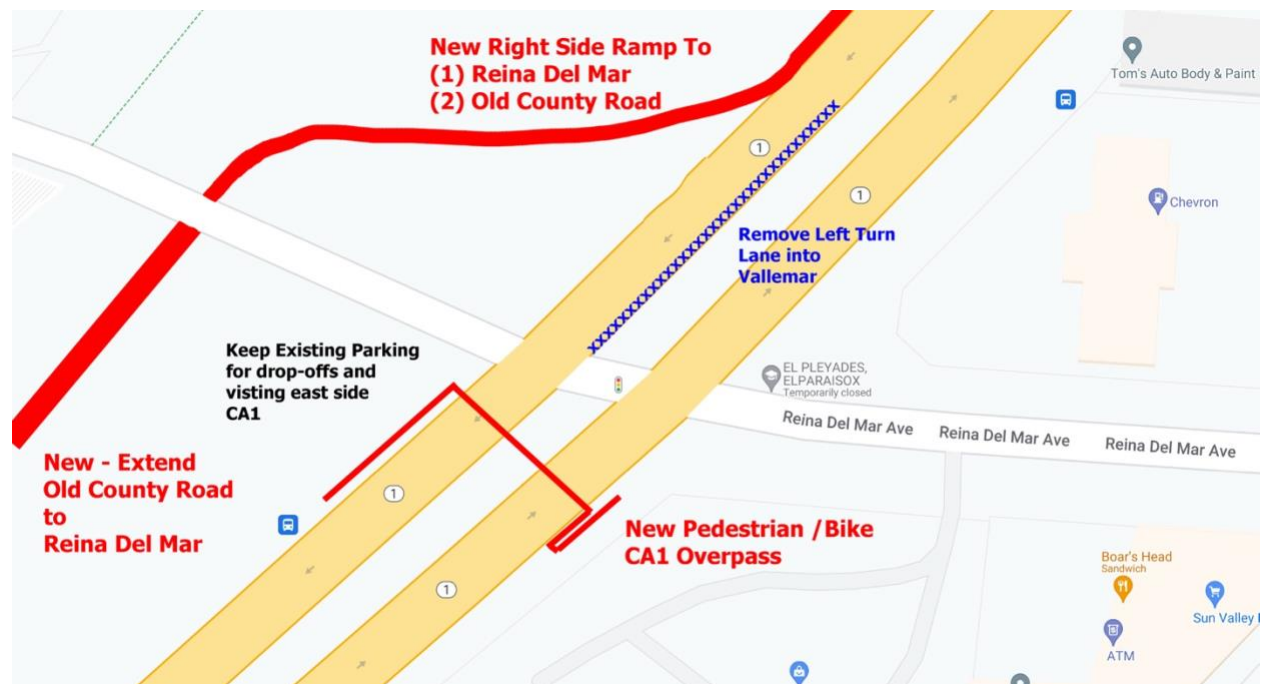 New Right Side Ramp To
(1) Reina Del Mar
(2) Old County Road
Tom's Auto Body & Paint
1
1
Chevron
xxxxxxxxxxxxxxxxxxxxxxxxxxxxxxxxxxx
Remove Left Turn
Lane into
Vallemar
Keep Existing Parking
for drop-offs and
visting east side
CA1
EL PLEYADES,
ELPARAISOX
Temporarily closed
Reina Del Mar Ave
Reina Del Mar Ave
Reina Del Mar Ave
New - Extend
Old County Road
to
Reina Del Mar
1
New Pedestrian /Bike
CA1 Overpass
1
Boar's Head
Sandwich
Sun Valley
ATM